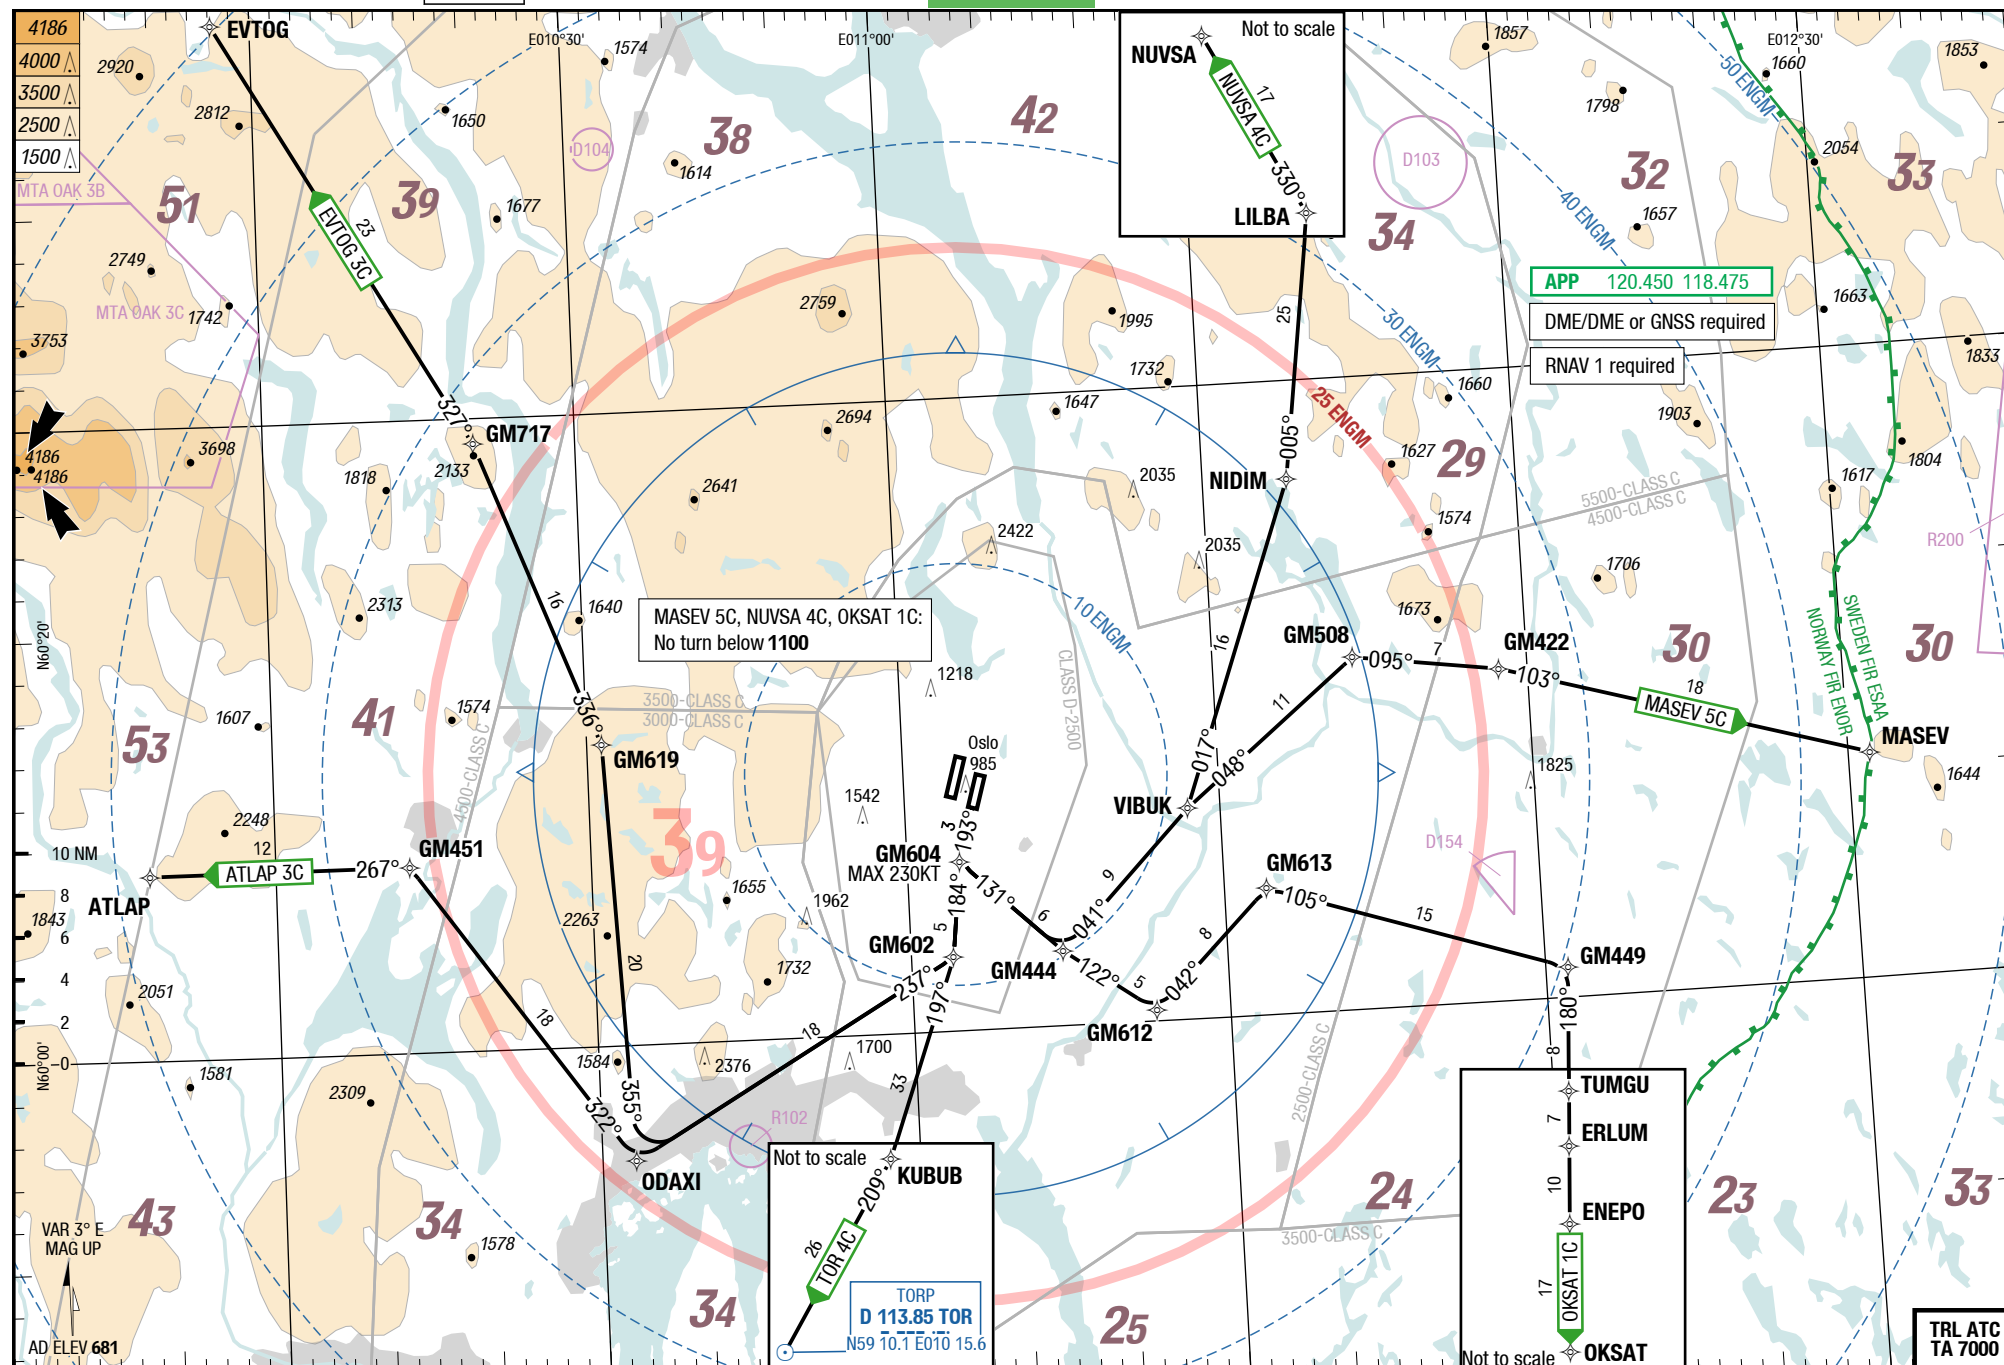 4186
4000
3500
2500
1500
EVTOG
2920
2812
E010°30'
1574
1650
E011°00'
38
42
D104
1614
MTA OAK 3B
51
39
1677
23
EVTOG 3C
2749
1742
MTA OAK 3C
3753
4186
4186
3698
327°
GM717
2133
1818
2759
2694
2641
Not to scale
NUVSA
17
NUVSA 4C
330°
LILBA
1857
E012°30'
50 ENGM
1660
1853
1798
D103
2054
32
33
1657
40 ENGM
34
APP 120.450 118.475
DME/DME or GNSS required
RNAV 1 required
1663
1833
1995
1732
1647
25
30 ENGM
1660
25 ENGM
1903
1627
29
1804
1617
005°
NIDIM
2035
2035
2422
1574
5500-CLASS C
4500-CLASS C
R200
1706
1673
2313
16
1640
MASEV 5C, NUVSA 4C, OKSAT 1C:
No turn below 1100
10 ENGM
CLASS D-2500
1218
N60°20'
16
GM508
095°
7
GM422
103°
30
18
MASEV 5C
SWEDEN FIR ESAA
NORWAY FIR ENOR
30
MASEV
1644
336°
3500-CLASS C
3000-CLASS C
1574
1607
41
53
GM619
4500-CLASS C
Oslo
985
1542
39
11
017°
048°
VIBUK
1825
D154
2248
10 NM
12
ATLAP 3C
267°
GM451
ATLAP
8
6
4
2
0
N60°00'
1843
2051
1581
2263
1655
1962
1732
3
193°
GM604
MAX 230KT
184°
5
131°
6
9
041°
GM602
GM444
122°
5
GM612
042°
8
GM613
105°
15
GM449
180°
8
237°
197°
18
33
18
20
1584
2376
1700
322°
355°
ODAXI
R102
2309
2500-CLASS C
TUMGU
7
ERLUM
10
ENEPO
17
OKSAT 1C
OKSAT
Not to scale
Not to scale
KUBUB
209°
26
TOR 4C
TORP
D 113.85 TOR
N59 10.1 E010 15.6
43
34
1578
34
25
24
3500-CLASS C
23
33
VAR 3° E
MAG UP
AD ELEV 681
TRL ATC
TA 7000